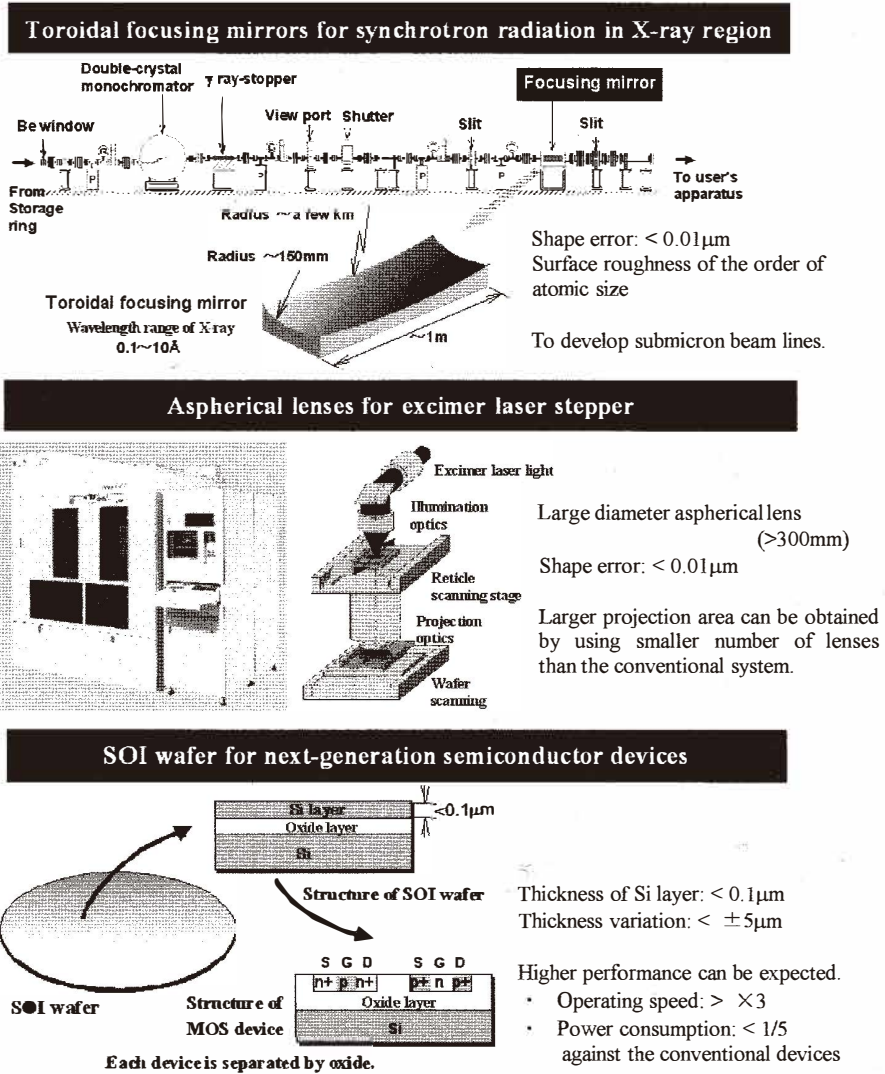 Toroidal focusing mirrors for synchrotron radiation in X-ray region
Double-crystal
monochromator
γ ray-stopper
Focusing mirror
Be window
View port
Shutter
Slit
Slit
P
P
P
P
From
Storage
ring
To user's
apparatus
Radius ～a few km
Radius ～150mm
Toroidal focusing mirror
Wavelength range of X-ray
0.1～10Å
～1m
Shape error: < 0.01μm
Surface roughness of the order of
atomic size
To develop submicron beam lines.
Aspherical lenses for excimer laser stepper
Excimer laser light
Illumination
optics
Reticle
scanning stage
Projection
optics
Wafer
scanning
Large diameter aspherical lens
(>300mm)
Shape error: < 0.01μm
Larger projection area can be obtained
by using smaller number of lenses
than the conventional system.
SOI wafer for next-generation semiconductor devices
Si layer
<0.1μm
Oxide layer
Si
Structure of SOI wafer
SOI wafer
S G D S G D
n+ p n+ p+ n p+
Oxide layer
Si
Structure of
MOS device
Each device is separated by oxide.
Thickness of Si layer: < 0.1μm
Thickness variation: < ±5μm
Higher performance can be expected.
· Operating speed: > ×3
· Power consumption: < 1/5
against the conventional devices